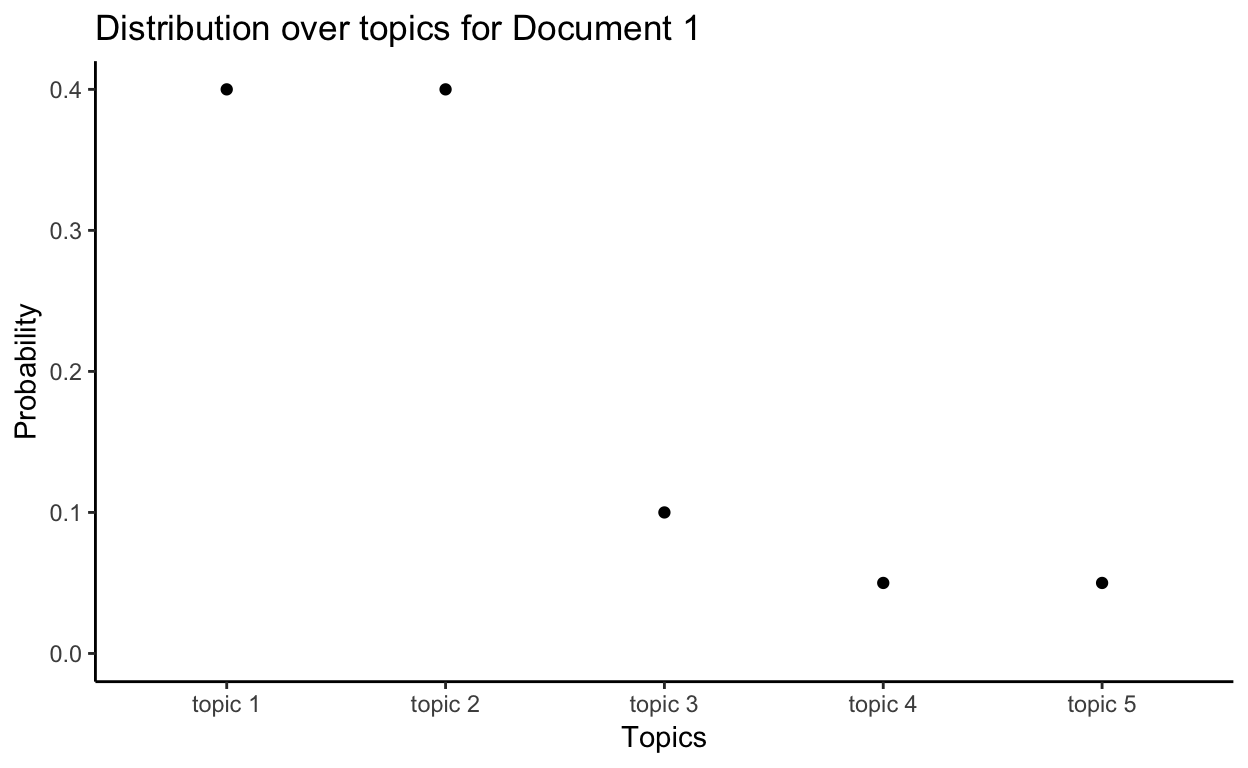 Distribution over topics for Document 1
Probability
0.4
0.3
0.2
0.1
0.0
topic 1 topic 2 topic 3 topic 4 topic 5
Topics